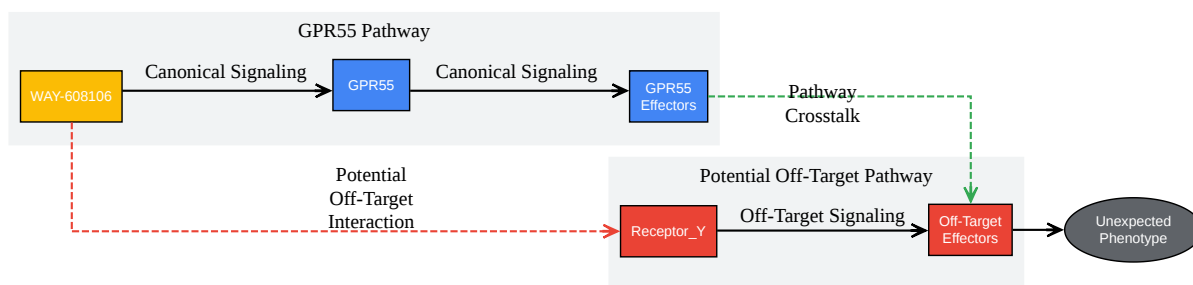 GPR55 Pathway
Canonical Signaling
Canonical Signaling
WAY-608106
GPR55
GPR55
Effectors
Pathway
Crosstalk
Potential
Off-Target
Interaction
Potential Off-Target Pathway
Receptor_Y
Off-Target Signaling
Off-Target
Effectors
Unexpected
Phenotype